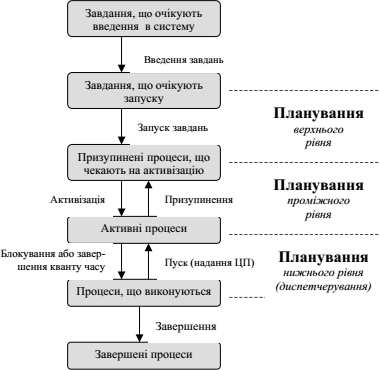 Завдання, що очікують
введення в систему
Введення завдань
Завдання, що очікують
запуску
Запуск завдань
Планування
верхнього
рівня
Призупинені процеси, що
чекають на активізацію
Активізація
Призупинення
Планування
проміжного
рівня
Активні процеси
Блокування або завер-
шення кванту часу
Пуск (надання ЦП)
Планування
нижнього рівня
(диспетчерування)
Процеси, що виконуються
Завершення
Завершені процеси